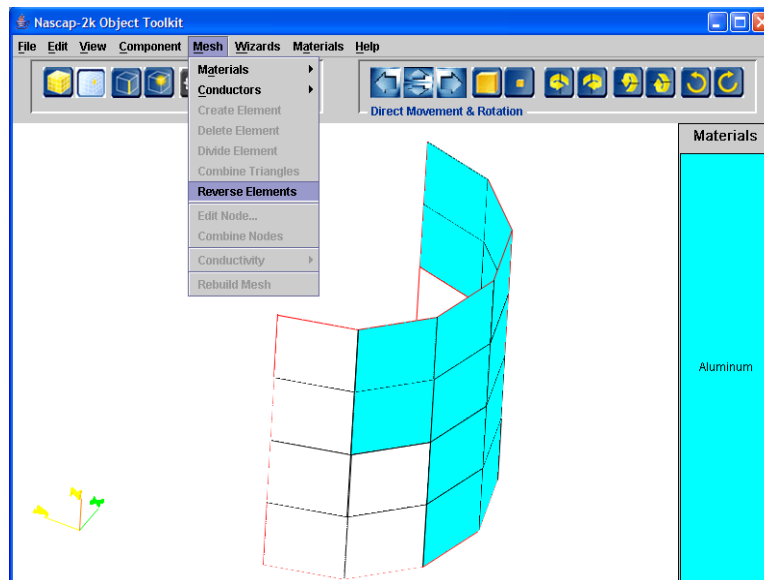 Nascap-2k Object Toolkit
File Edit View Component Mesh Wizards Materials Help
Materials
Conductors
Create Element
Delete Element
Divide Element
Combine Triangles
Reverse Elements
Edit Node...
Combine Nodes
Conductivity
Rebuild Mesh
Direct Movement & Rotation
Materials
Aluminum